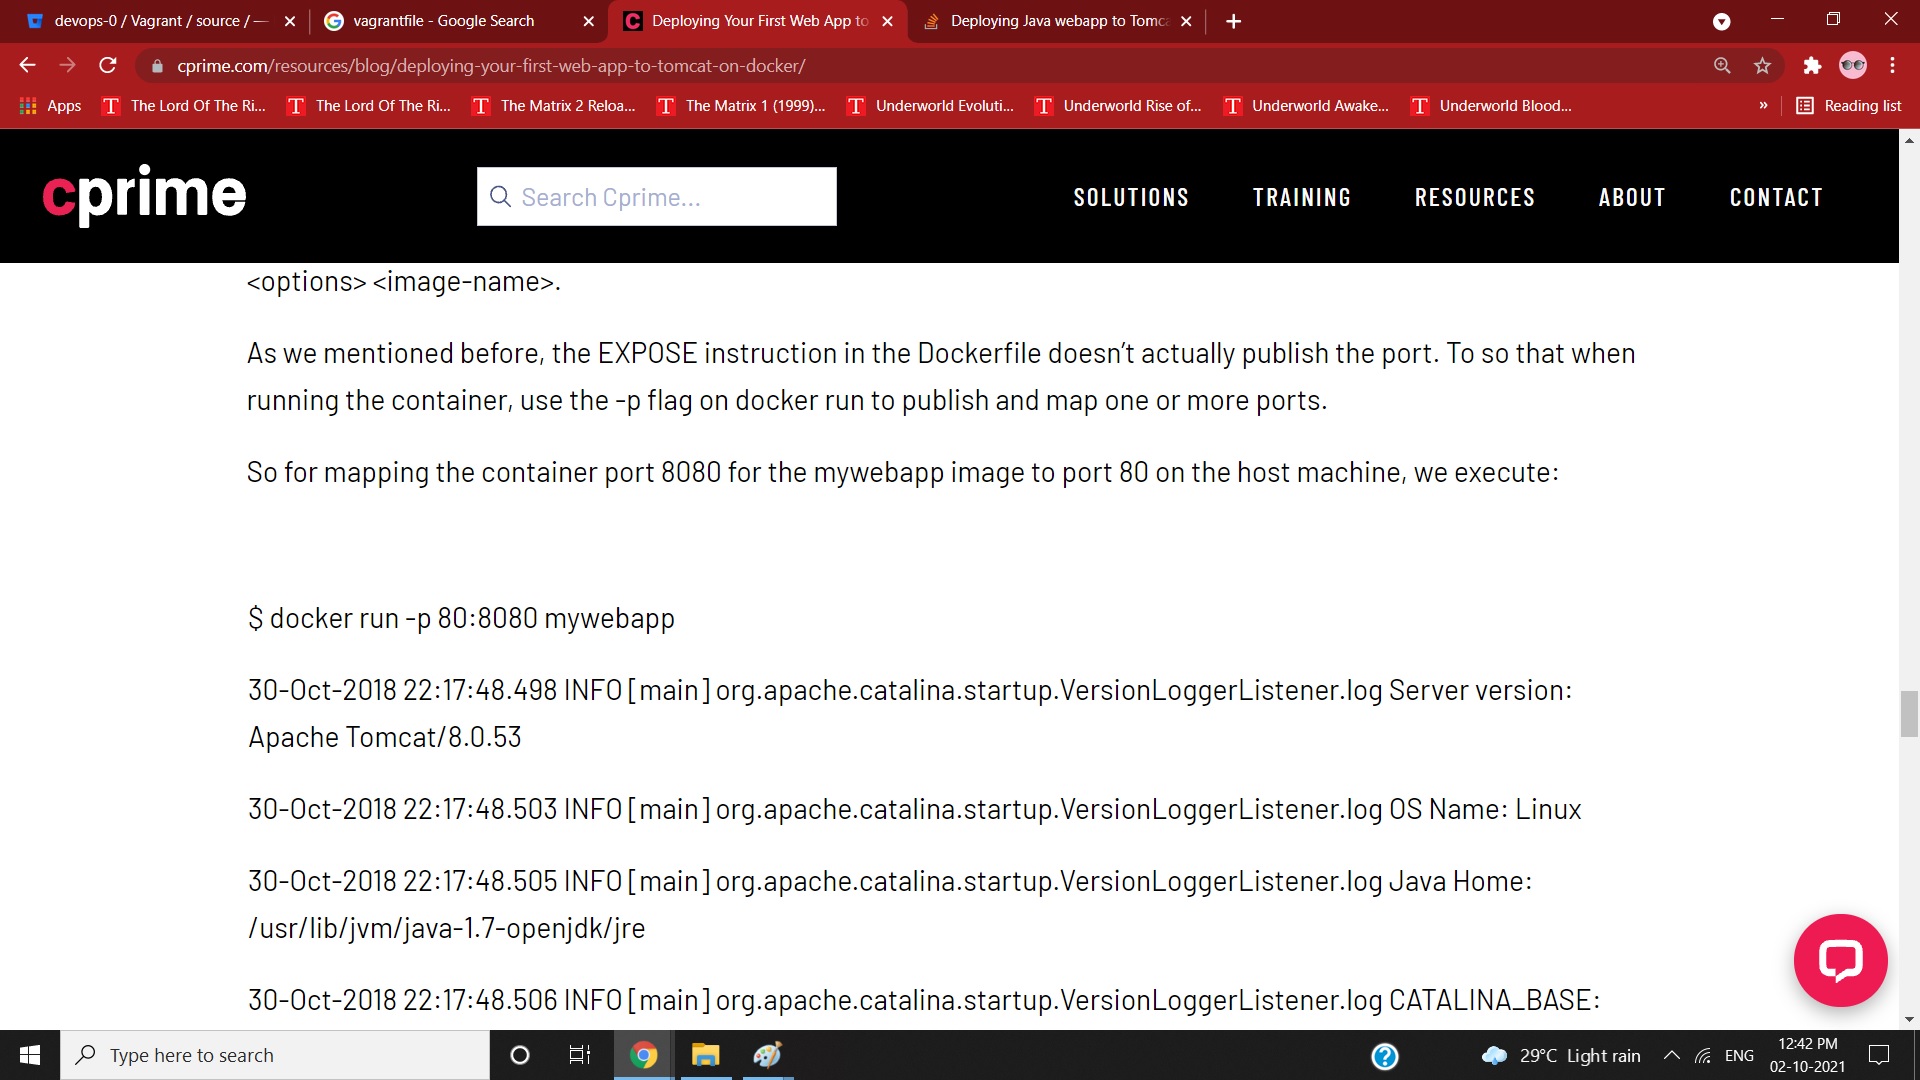 devops-0 / Vagrant / source / —
vagrantfile - Google Search
Deploying Your First Web App to
Deploying Java webapp to Tomca
cprime.com/resources/blog/deploying-your-first-web-app-to-tomcat-on-docker/
Apps
The Lord Of The Ri...
The Lord Of The Ri...
The Matrix 2 Reloa...
The Matrix 1 (1999)...
Underworld Evoluti...
Underworld Rise of...
Underworld Awake...
Underworld Blood...
»
Reading list
cprime
Search Cprime...
SOLUTIONS
TRAINING
RESOURCES
ABOUT
CONTACT
<options> <image-name>.
As we mentioned before, the EXPOSE instruction in the Dockerfile doesn’t actually publish the port. To so that when
running the container, use the -p flag on docker run to publish and map one or more ports.
So for mapping the container port 8080 for the mywebapp image to port 80 on the host machine, we execute:
$ docker run -p 80:8080 mywebapp
30-Oct-2018 22:17:48.498 INFO [main] org.apache.catalina.startup.VersionLoggerListener.log Server version:
Apache Tomcat/8.0.53
30-Oct-2018 22:17:48.503 INFO [main] org.apache.catalina.startup.VersionLoggerListener.log OS Name: Linux
30-Oct-2018 22:17:48.505 INFO [main] org.apache.catalina.startup.VersionLoggerListener.log Java Home:
/usr/lib/jvm/java-1.7-openjdk/jre
30-Oct-2018 22:17:48.506 INFO [main] org.apache.catalina.startup.VersionLoggerListener.log CATALINA_BASE:
Type here to search
29°C Light rain
ENG
12:42 PM
02-10-2021